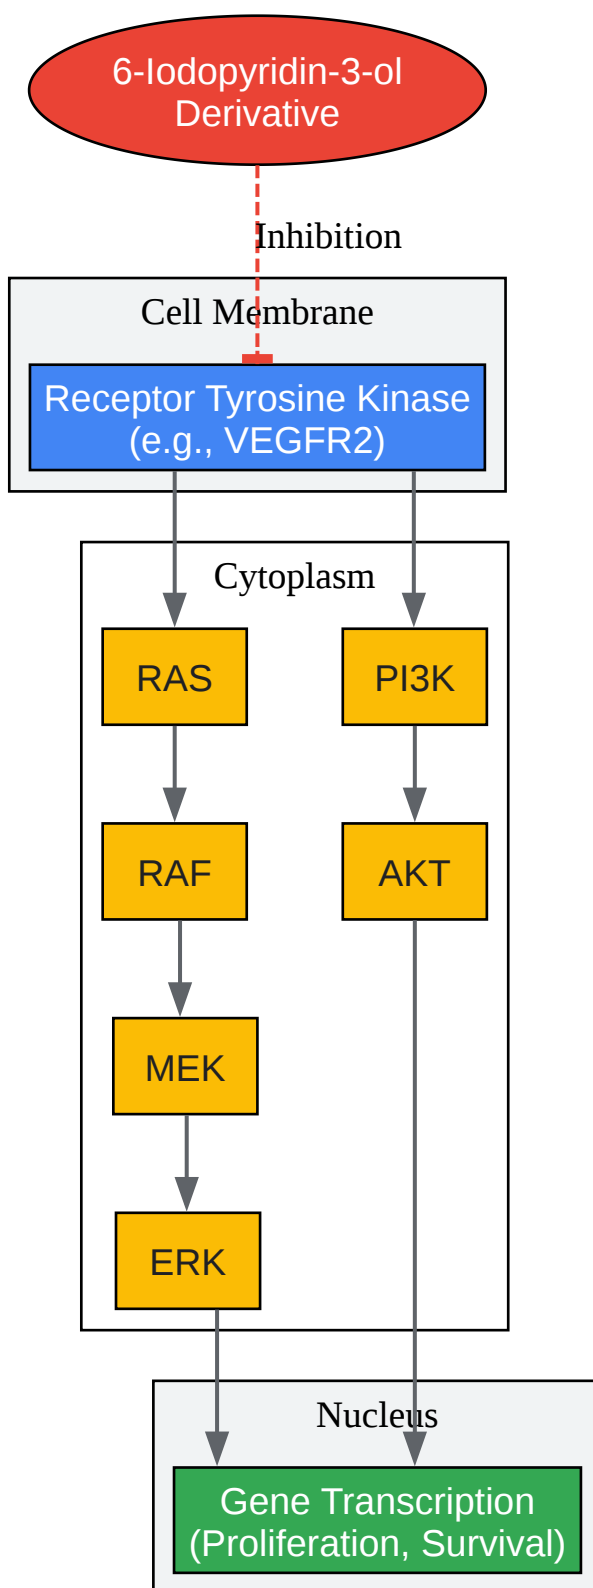 6-Iodopyridin-3-ol
Derivative
Inhibition
Cell Membrane
Receptor Tyrosine Kinase
(e.g., VEGFR2)
Cytoplasm
RAS
PI3K
RAF
AKT
MEK
ERK
Nucleus
Gene Transcription
(Proliferation, Survival)